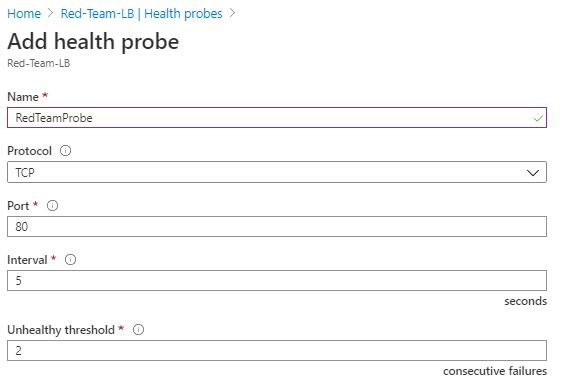 Home > Red-Team-LB | Health probes >
Add health probe
Red-Team-LB
Name *
RedTeamProbe
Protocol
TCP
Port *
80
Interval *
5
seconds
Unhealthy threshold *
2
consecutive failures